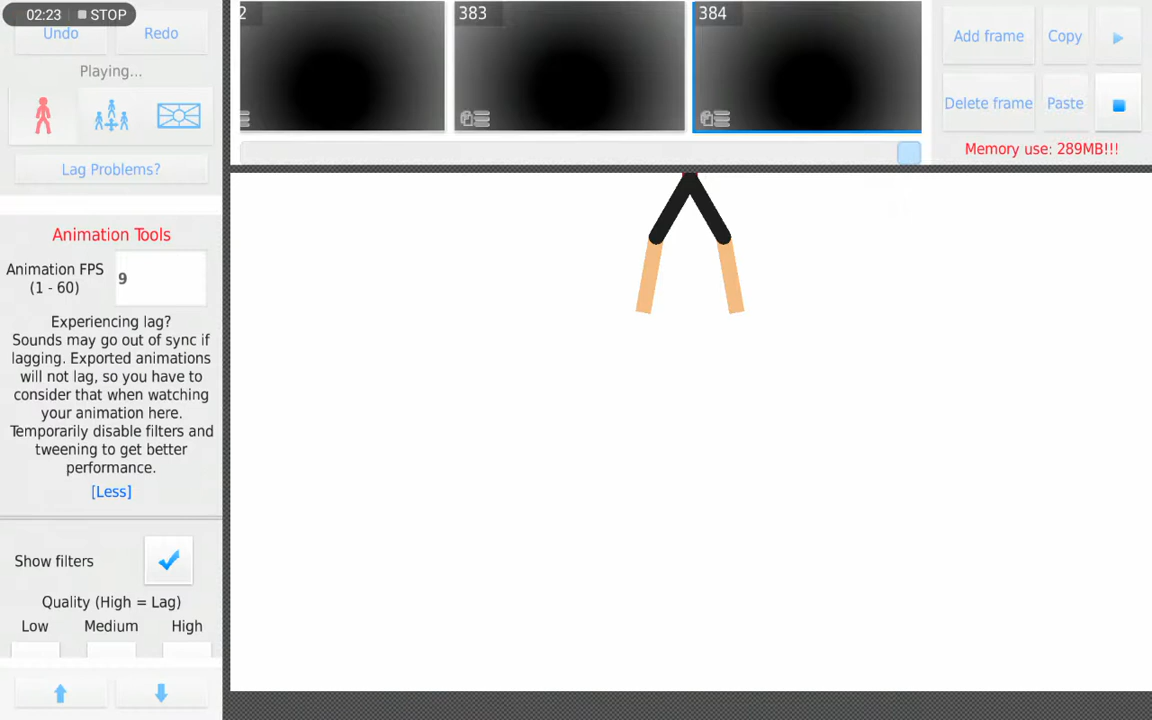 02:23 STOP
Undo Redo
Playing...
Lag Problems?
2
383
384
Add frame Copy
Delete frame Paste
Memory use: 289MB!!!
Animation Tools
Animation FPS
(1 - 60)
9
Experiencing lag?
Sounds may go out of sync if
lagging. Exported animations
will not lag, so you have to
consider that when watching
your animation here.
Temporarily disable filters and
tweening to get better
performance.
[Less]
Show filters
Quality (High = Lag)
Low Medium High